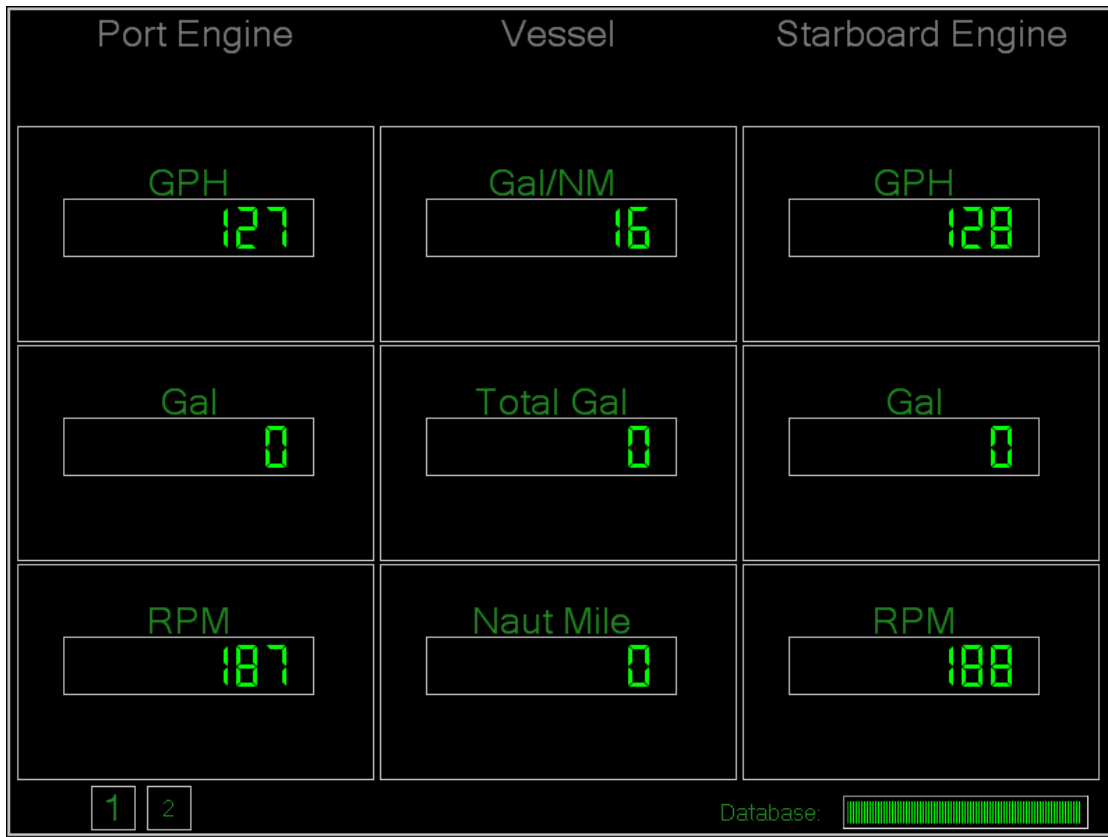 Port Engine Vessel Starboard Engine
GPH Gal/NM GPH
127 16 128
Gal Total Gal Gal
0 0 0
RPM Naut Mile RPM
187 0 188
1 2 Database: